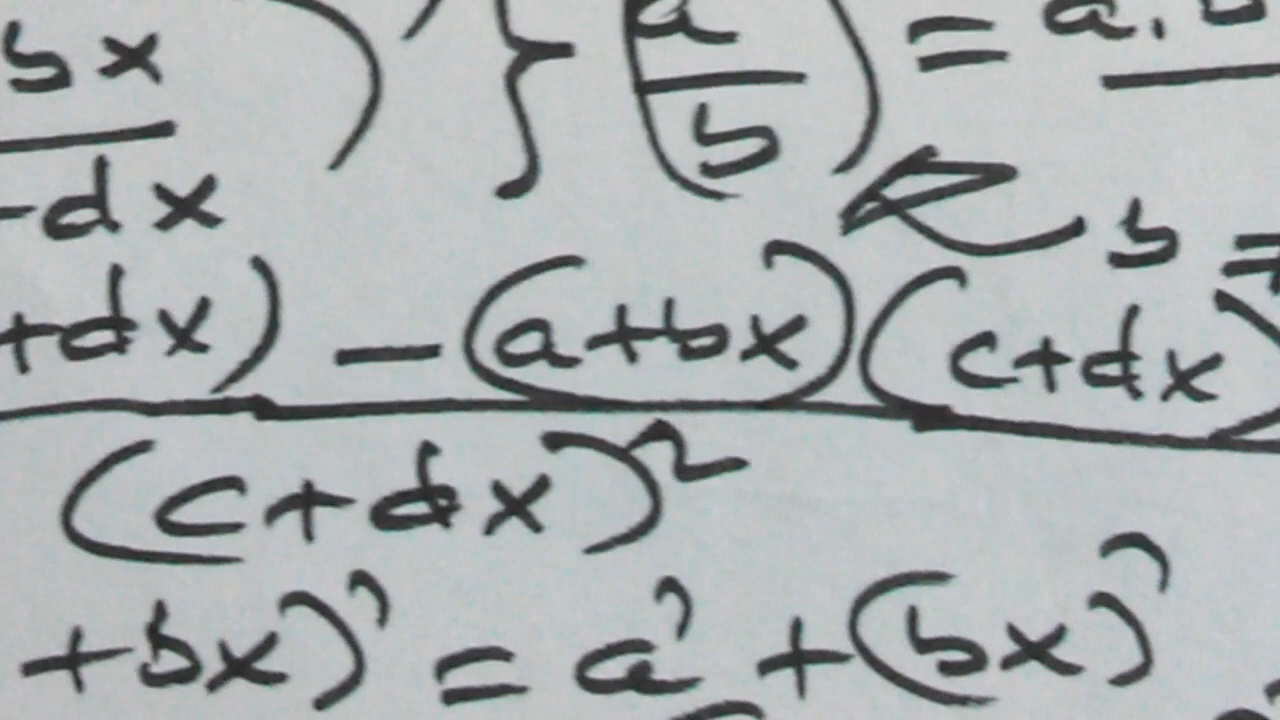 bx ) ' } (a/b)' = a'.b
-dx
b =
+dx) - (a+bx)(c+dx)
(c+dx)²
+bx)' = a' + (bx)'